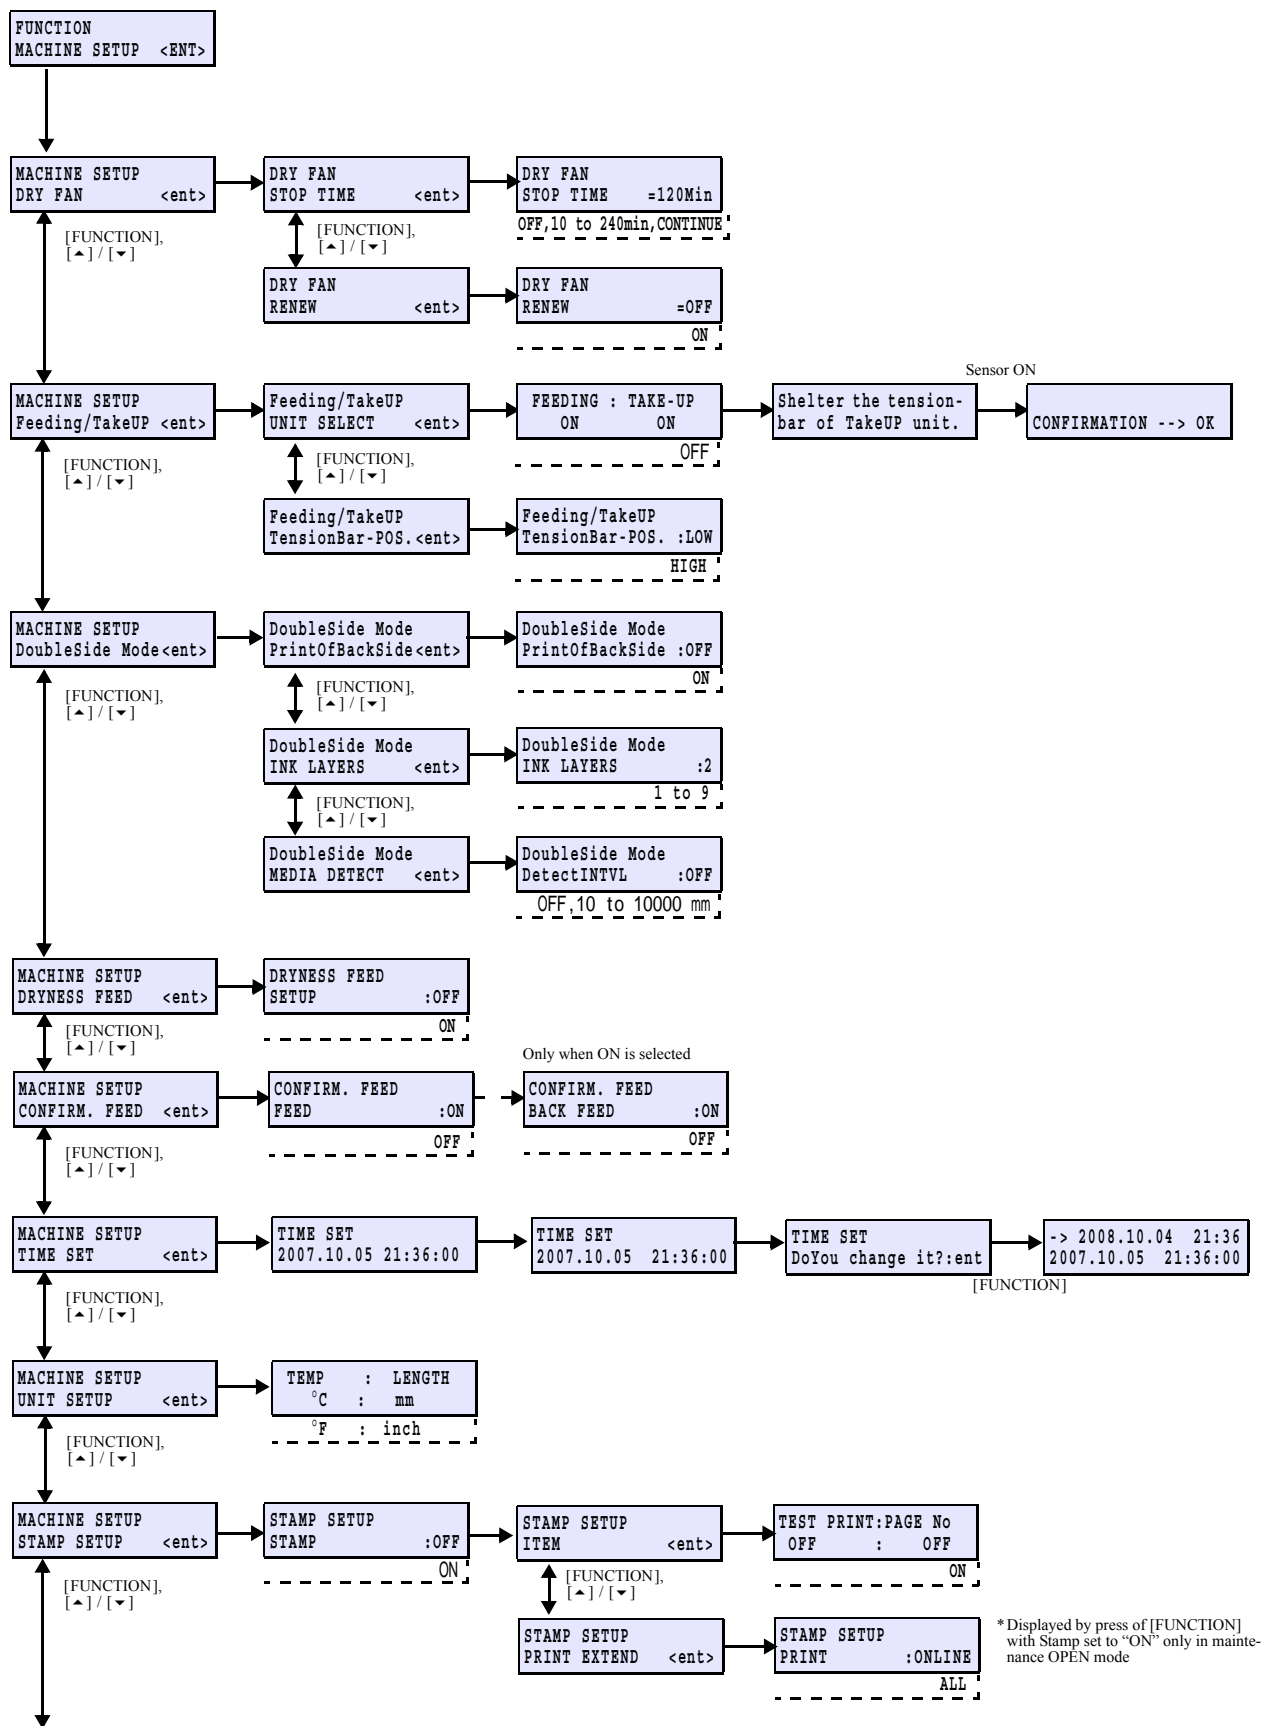 FUNCTION
MACHINE SETUP <ENT>
MACHINE SETUP
DRY FAN <ent>
DRY FAN
STOP TIME <ent>
DRY FAN
STOP TIME =120Min
OFF,10 to 240min,CONTINUE
[FUNCTION],
[▲] / [▼]
[FUNCTION],
[▲] / [▼]
DRY FAN
RENEW <ent>
DRY FAN
RENEW =OFF
ON
MACHINE SETUP
Feeding/TakeUP <ent>
Feeding/TakeUP
UNIT SELECT <ent>
FEEDING : TAKE-UP
ON ON
OFF
Shelter the tension-
bar of TakeUP unit.
Sensor ON
CONFIRMATION --> OK
[FUNCTION],
[▲] / [▼]
[FUNCTION],
[▲] / [▼]
Feeding/TakeUP
TensionBar-POS.<ent>
Feeding/TakeUP
TensionBar-POS. :LOW
HIGH
MACHINE SETUP
DoubleSide Mode<ent>
DoubleSide Mode
PrintOfBackSide<ent>
DoubleSide Mode
PrintOfBackSide :OFF
ON
[FUNCTION],
[▲] / [▼]
[FUNCTION],
[▲] / [▼]
DoubleSide Mode
INK LAYERS <ent>
DoubleSide Mode
INK LAYERS :2
1 to 9
[FUNCTION],
[▲] / [▼]
DoubleSide Mode
MEDIA DETECT <ent>
DoubleSide Mode
DetectINTVL :OFF
OFF,10 to 10000 mm
MACHINE SETUP
DRYNESS FEED <ent>
DRYNESS FEED
SETUP :OFF
ON
[FUNCTION],
[▲] / [▼]
MACHINE SETUP
CONFIRM. FEED <ent>
CONFIRM. FEED
FEED :ON
OFF
Only when ON is selected
CONFIRM. FEED
BACK FEED :ON
OFF
[FUNCTION],
[▲] / [▼]
MACHINE SETUP
TIME SET <ent>
TIME SET
2007.10.05 21:36:00
TIME SET
2007.10.05 21:36:00
TIME SET
DoYou change it?:ent
-> 2008.10.04 21:36
2007.10.05 21:36:00
[FUNCTION]
[FUNCTION],
[▲] / [▼]
MACHINE SETUP
UNIT SETUP <ent>
TEMP : LENGTH
°C : mm
°F : inch
[FUNCTION],
[▲] / [▼]
MACHINE SETUP
STAMP SETUP <ent>
STAMP SETUP
STAMP :OFF
ON
STAMP SETUP
ITEM <ent>
TEST PRINT:PAGE No
OFF : OFF
ON
[FUNCTION],
[▲] / [▼]
[FUNCTION],
[▲] / [▼]
STAMP SETUP
PRINT EXTEND <ent>
STAMP SETUP
PRINT :ONLINE
ALL
* Displayed by press of [FUNCTION]
with Stamp set to “ON” only in mainte-
nance OPEN mode